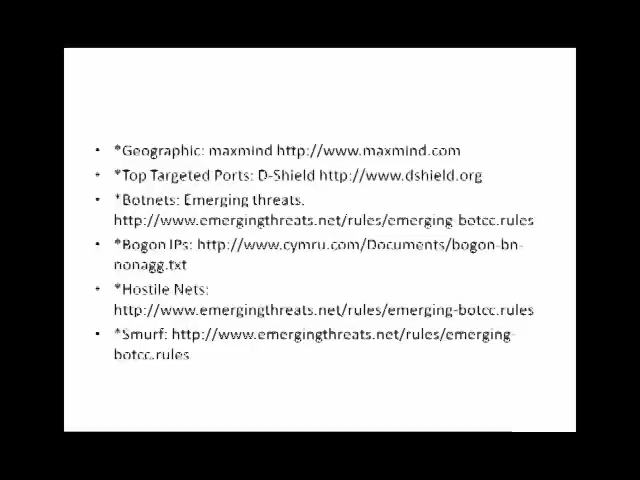 • *Geographic: maxmind http://www.maxmind.com
• *Top Targeted Ports: D-Shield http://www.dshield.org
• *Botnets: Emerging threats.
http://www.emergingthreats.net/rules/emerging-botcc.rules
• *Bogon IPs: http://www.cymru.com/Documents/bogon-bn-
nonagg.txt
• *Hostile Nets:
http://www.emergingthreats.net/rules/emerging-botcc.rules
• *Smurf: http://www.emergingthreats.net/rules/emerging-
botcc.rules